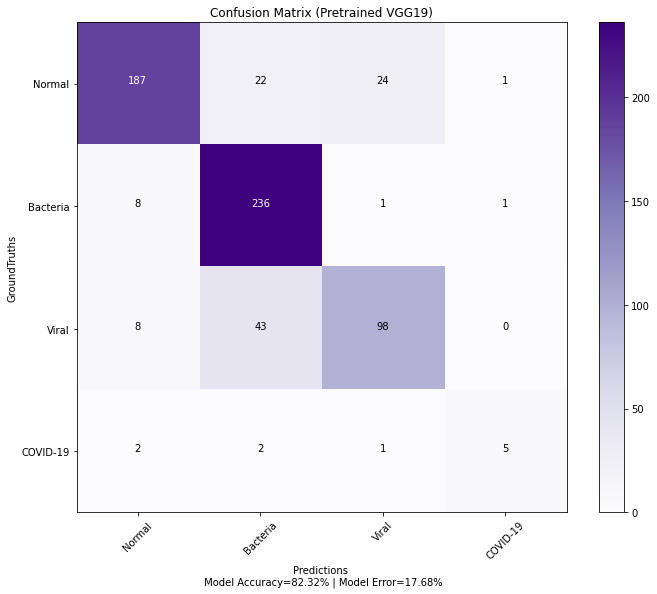 Confusion Matrix (Pretrained VGG19)
Normal 187 22 24 1
Bacteria 8 236 1 1
Viral 8 43 98 0
COVID-19 2 2 1 5
GroundTruths
Normal Bacteria Viral COVID-19
Predictions
Model Accuracy=82.32% | Model Error=17.68%
200
150
100
50
0